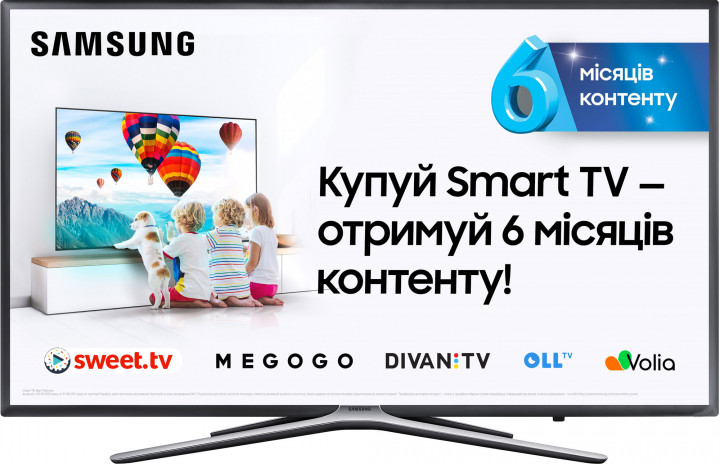 SAMSUNG
6 місяців
контенту
Купуй Smart TV –
отримуй 6 місяців
контенту!
sweet.tv MEGOGO DIVAN:TV OLL TV Volia
SAMSUNG